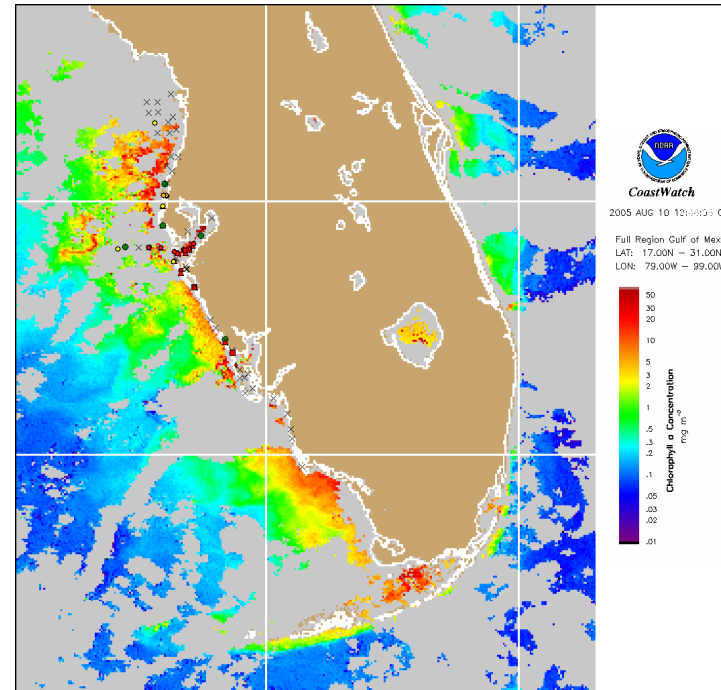 NOAA
CoastWatch
2005 AUG 10
Full Region Gulf of Mex
LAT: 17.00N – 31.00N
LON: 79.00W – 99.00W
50
30
20
10
5
3
2
1
.5
.3
.2
.1
.05
.03
.02
.01
Chlorophyll a Concentration
mg m⁻³